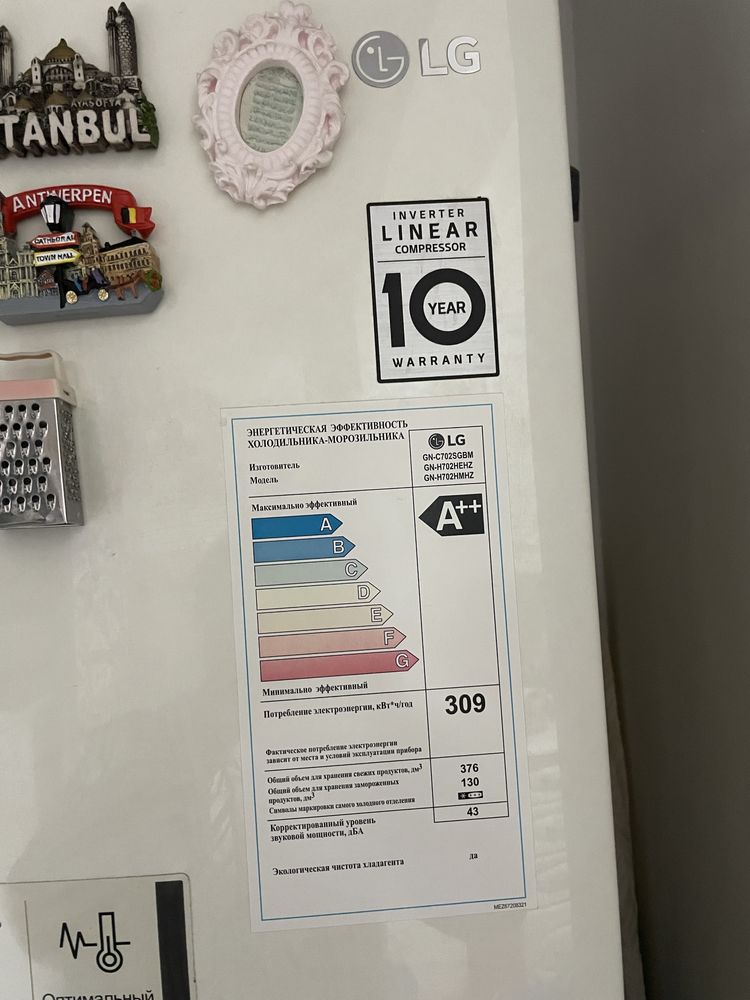 AYASOFYA
TANBUL
LG
ANTWERPEN
CATHEDRAL
TOWN HALL
INVERTER
LINEAR
COMPRESSOR
10
YEAR
WARRANTY
ЭНЕРГЕТИЧЕСКАЯ ЭФФЕКТИВНОСТЬ
ХОЛОДИЛЬНИКА-МОРОЗИЛЬНИКА
LG
Изготовитель
Модель
GN-C702SGBM
GN-H702HEHZ
GN-H702HMHZ
Максимально эффективный
A++
A
B
C
D
E
F
G
Минимально эффективный
Потребление электроэнергии, кВт*ч/год
309
Фактическое потребление электроэнергии
зависит от места и условий эксплуатации прибора
Общий объем для хранения свежих продуктов, дм³
376
Общий объем для хранения замороженных
продуктов, дм³
130
Символы маркировки самого холодного отделения
Корректированный уровень
звуковой мощности, дБА
43
Экологическая чистота хладагента
да
MEZ67208321
Оптимальный